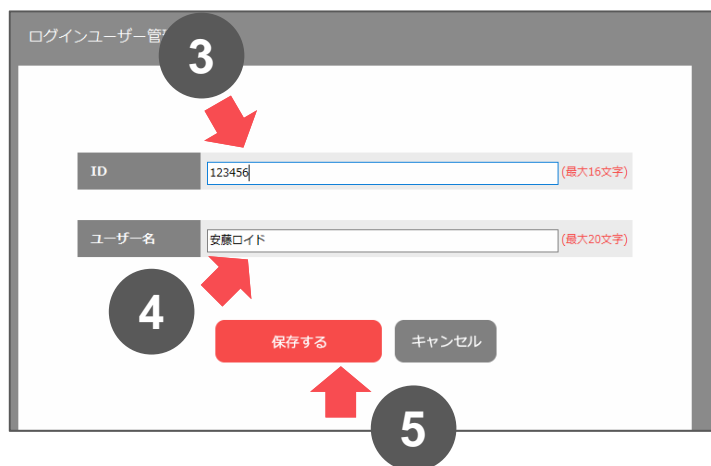 ログインユーザー管
3
ID
123456
(最大16文字)
ユーザー名
安藤ロイド
(最大20文字)
4
保存する
キャンセル
5